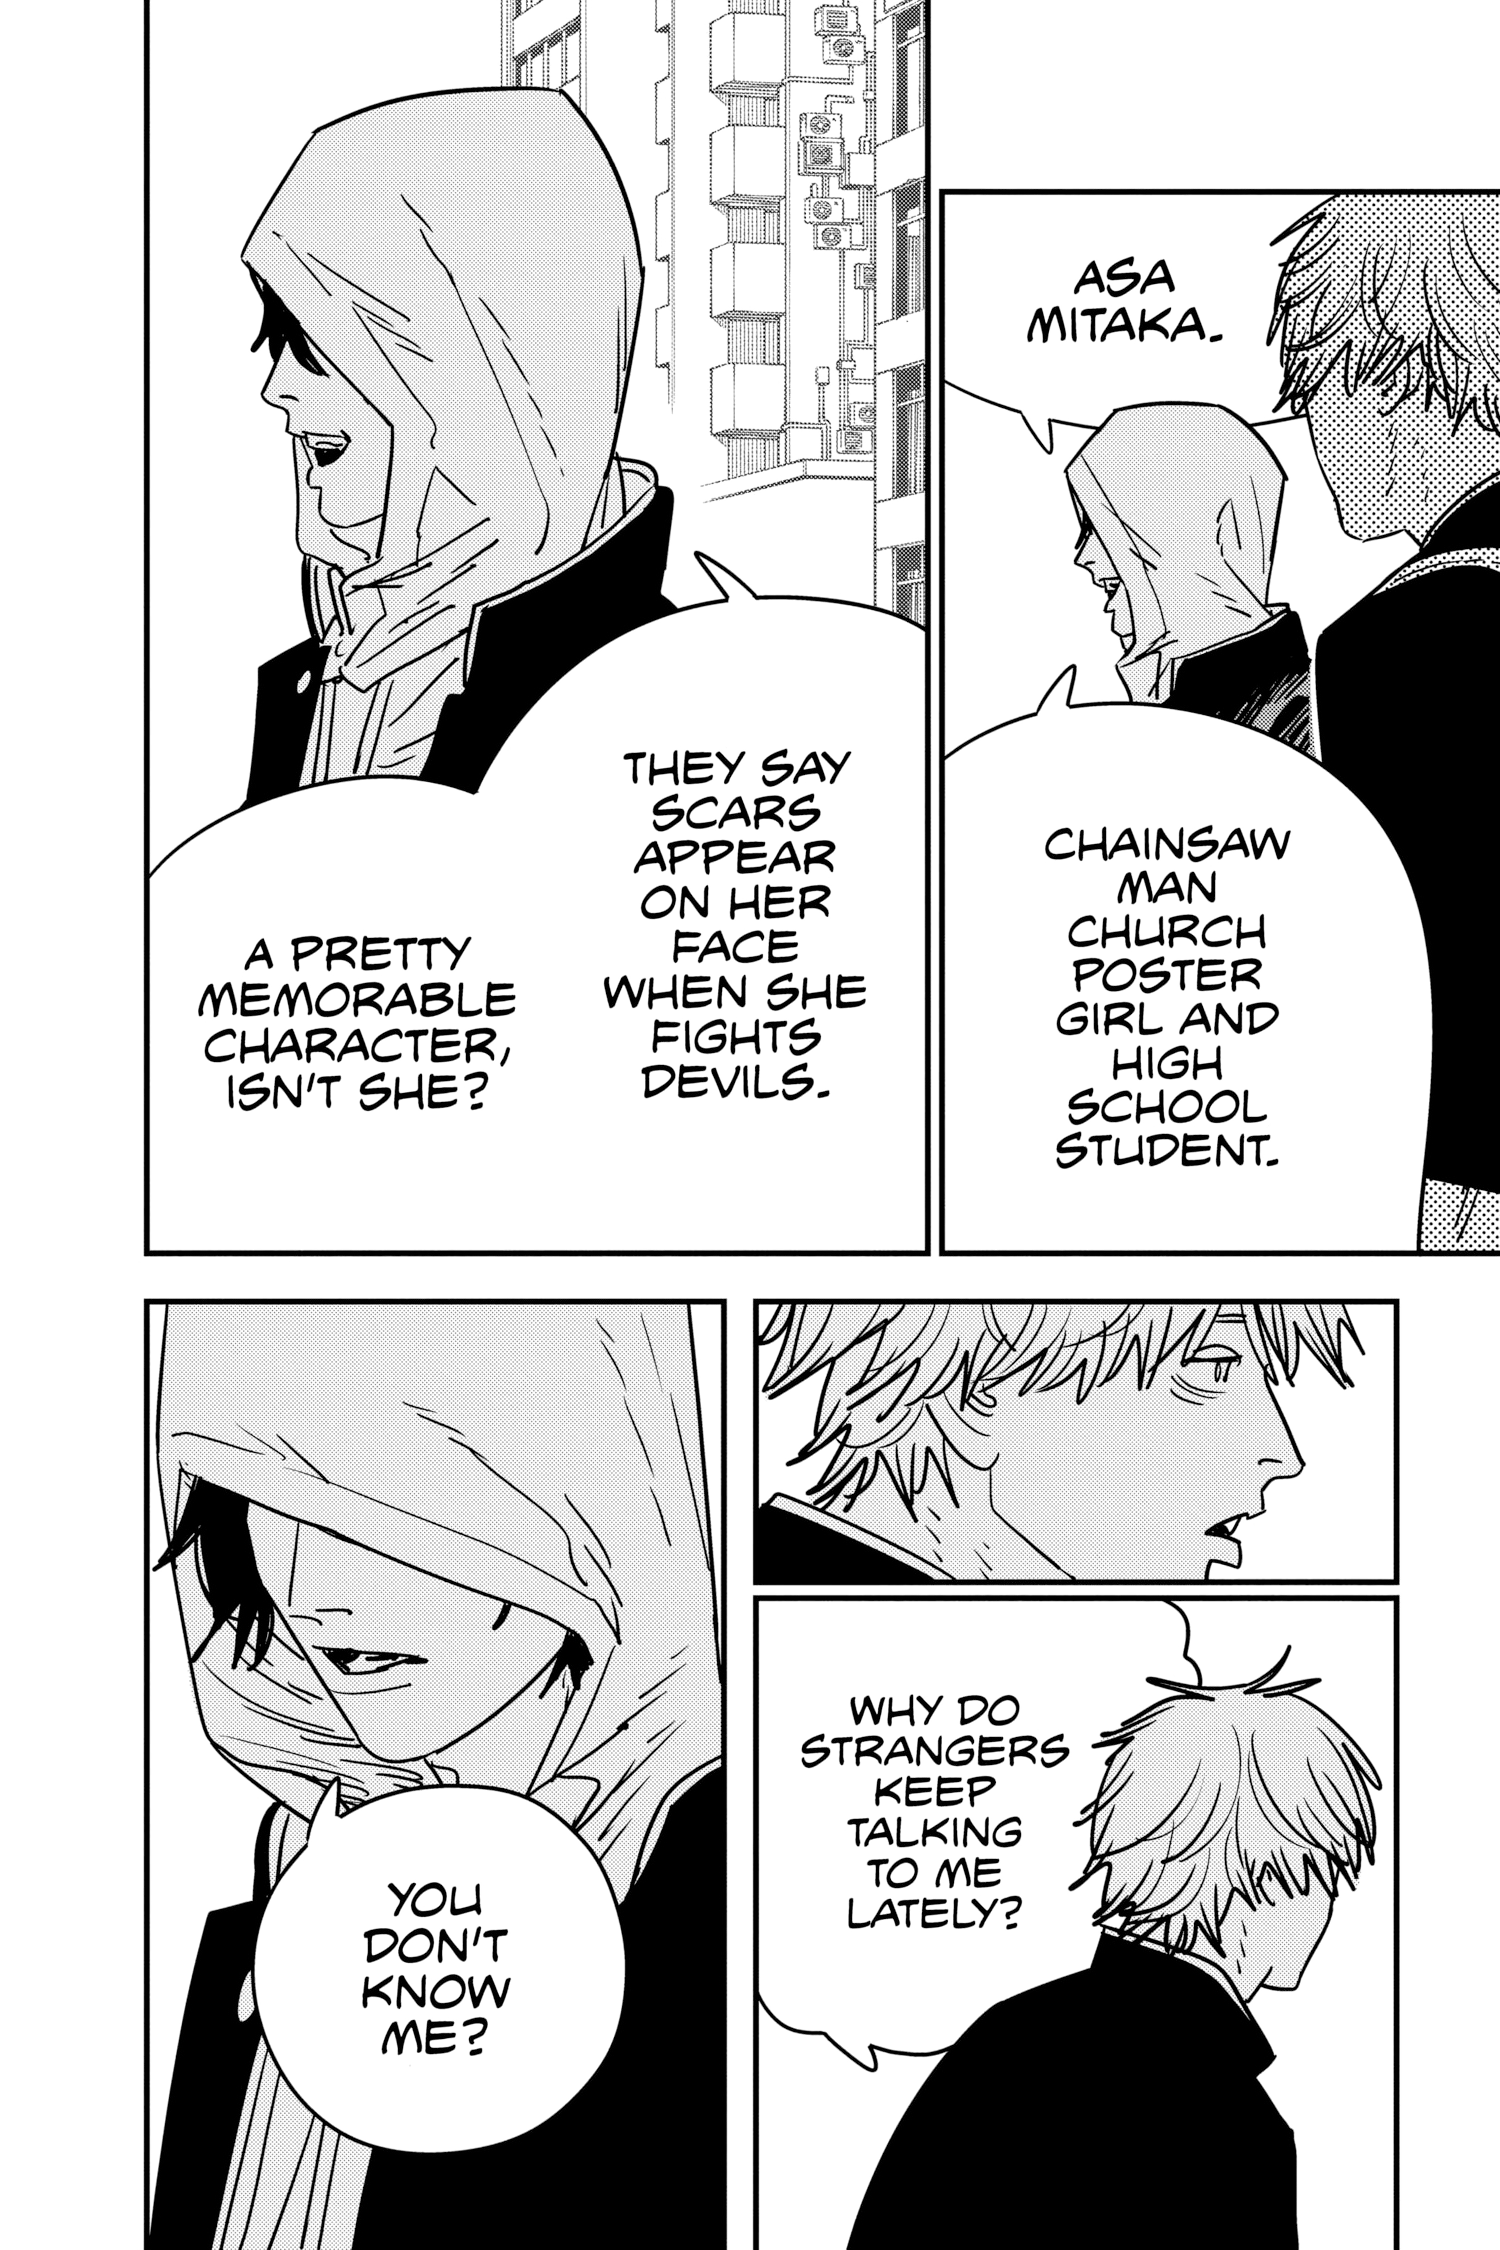 ASA
MITAKA.
CHAINSAW
MAN
CHURCH
POSTER
GIRL AND
HIGH
SCHOOL
STUDENT.
THEY SAY
SCARS
APPEAR
ON HER
FACE
WHEN SHE
FIGHTS
DEVILS.
A PRETTY
MEMORABLE
CHARACTER,
ISN'T SHE?
WHY DO
STRANGERS
KEEP
TALKING
TO ME
LATELY?
YOU
DON'T
KNOW
ME?